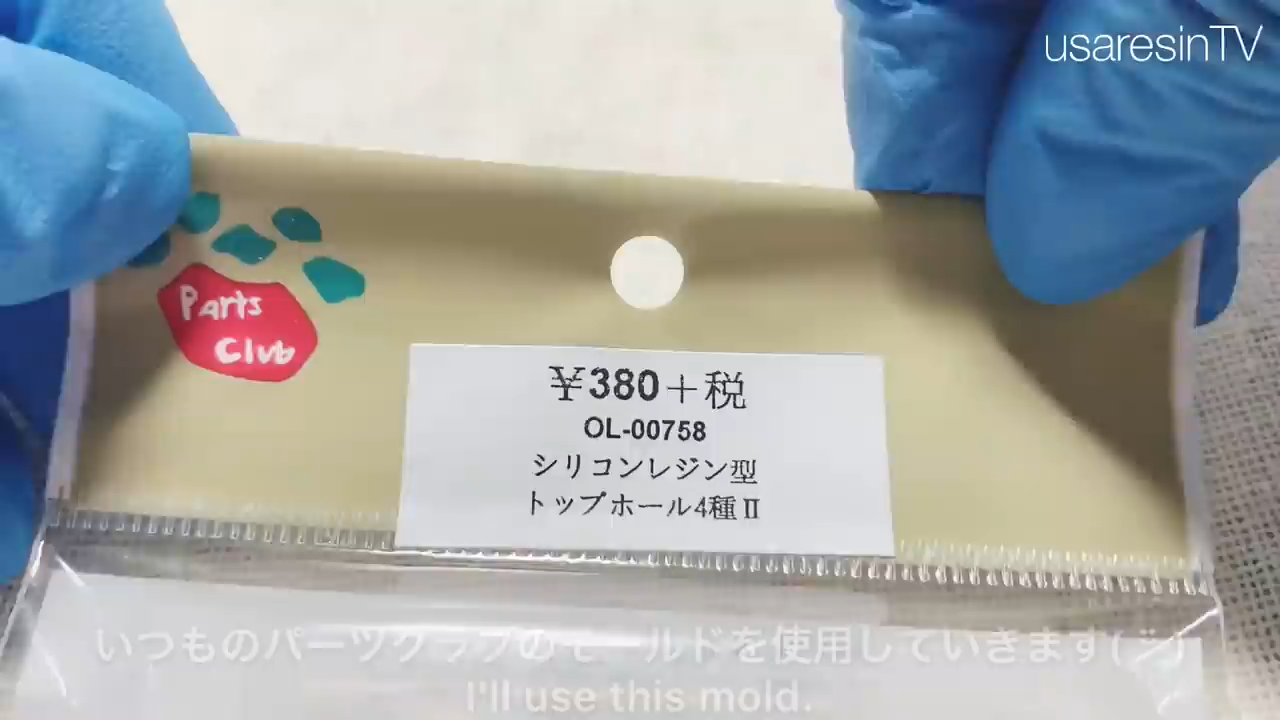 usaresinTV
Parts
Club
¥380+税
OL-00758
シリコンレジン型
トップホール4種Ⅱ
いつものパーツクラブのモールドを使用していきます(ジ)
I'll use this mold.